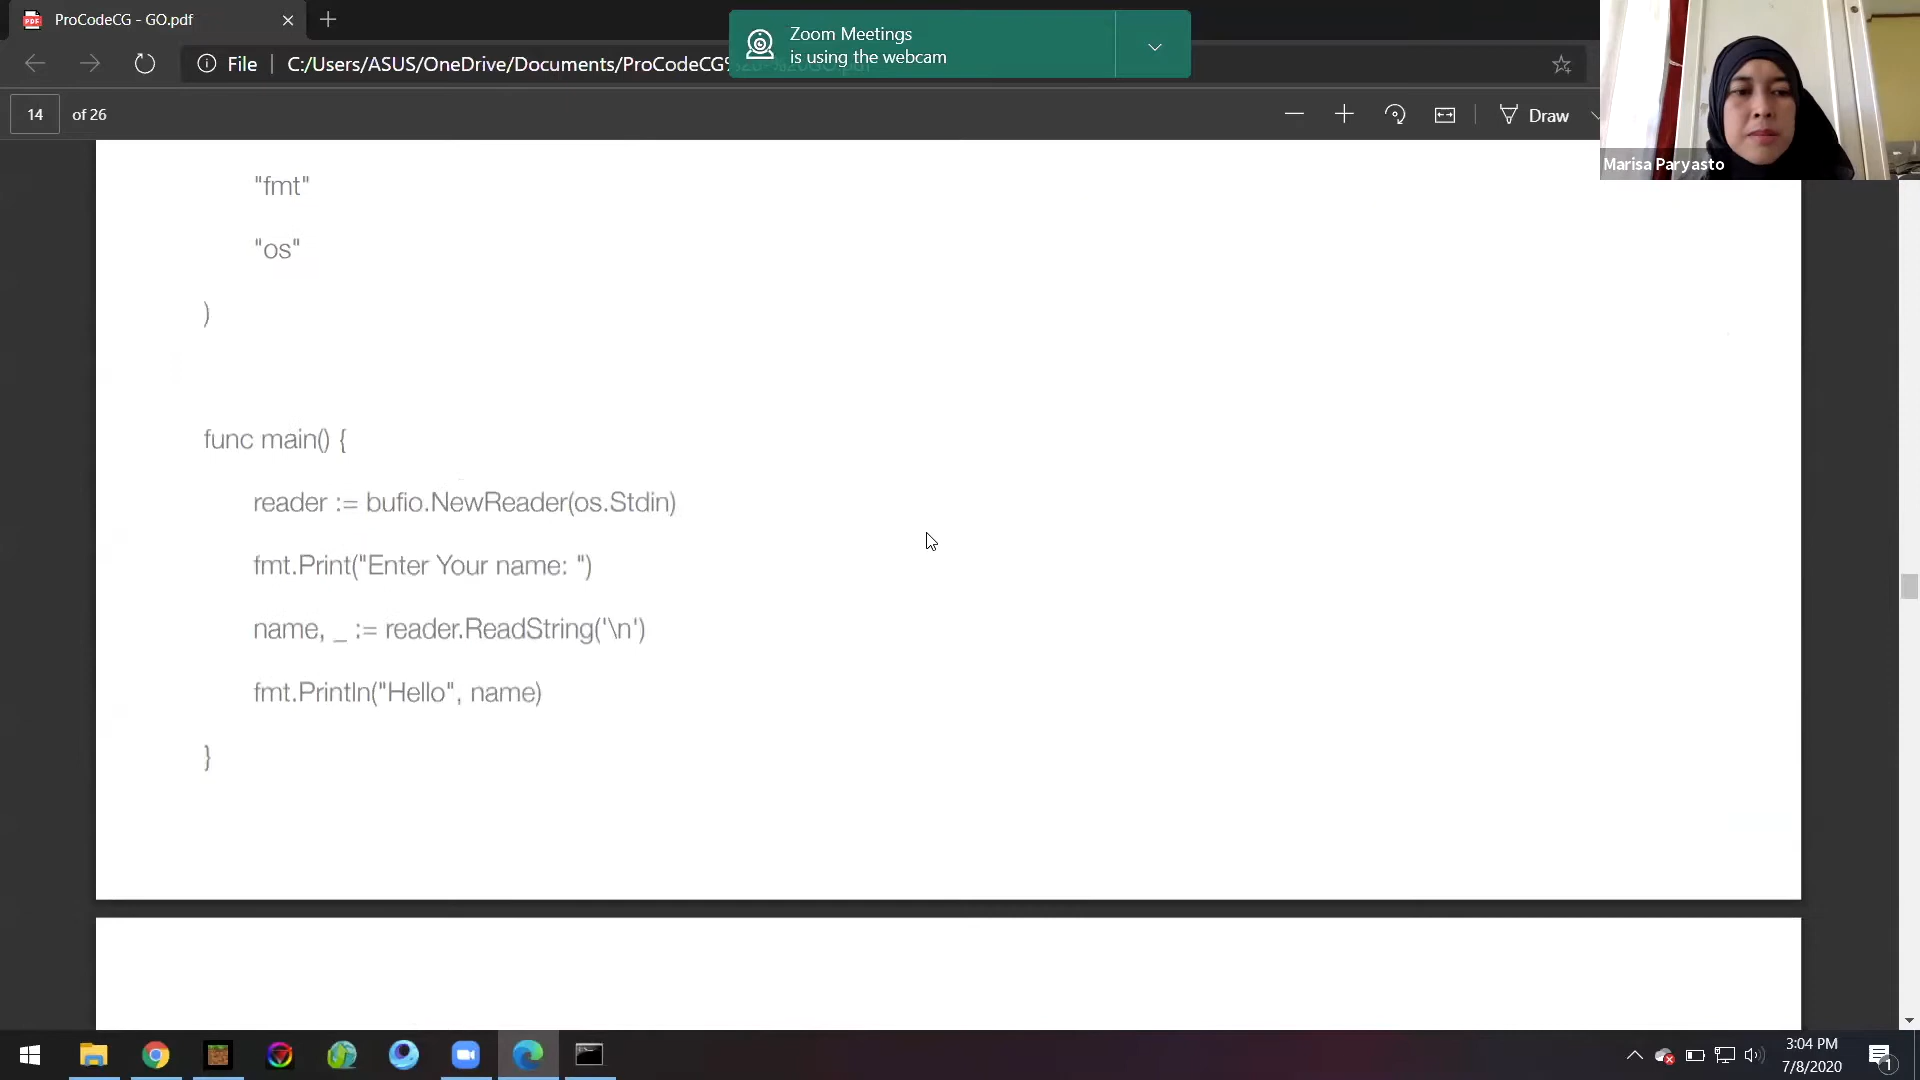 ProCodeCG - GO.pdf
Zoom Meetings
is using the webcam
File
C:/Users/ASUS/OneDrive/Documents/ProCodeCG
14
of 26
Draw
Marisa Paryasto
"fmt"
"os"
)
func main() {
reader := bufio.NewReader(os.Stdin)
fmt.Print("Enter Your name: ")
name, _ := reader.ReadString('\n')
fmt.Println("Hello", name)
}
3:04 PM
7/8/2020
1